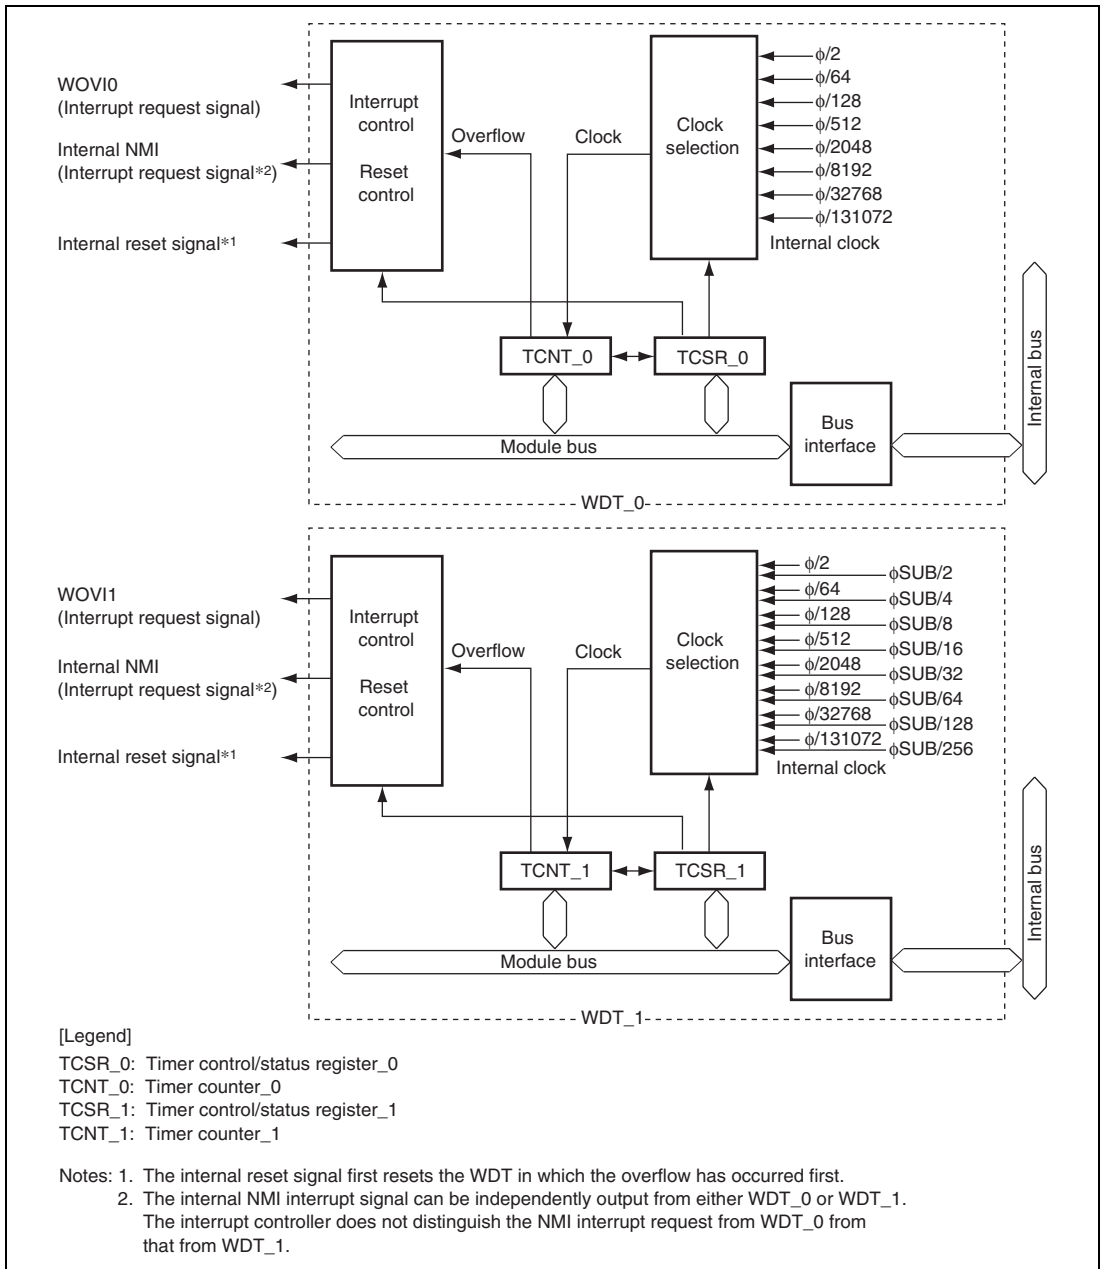 WOVI0
(Interrupt request signal)
Internal NMI
(Interrupt request signal*2)
Internal reset signal*1
Interrupt
control
Reset
control
Overflow
Clock
Clock
selection
ϕ/2
ϕ/64
ϕ/128
ϕ/512
ϕ/2048
ϕ/8192
ϕ/32768
ϕ/131072
Internal clock
TCNT_0
TCSR_0
Module bus
Bus
interface
Internal bus
WDT_0
WOVI1
(Interrupt request signal)
Internal NMI
(Interrupt request signal*2)
Internal reset signal*1
Interrupt
control
Reset
control
Overflow
Clock
Clock
selection
ϕ/2
ϕSUB/2
ϕ/64
ϕSUB/4
ϕ/128
ϕSUB/8
ϕ/512
ϕSUB/16
ϕ/2048
ϕSUB/32
ϕ/8192
ϕSUB/64
ϕ/32768
ϕSUB/128
ϕ/131072
ϕSUB/256
Internal clock
TCNT_1
TCSR_1
Module bus
Bus
interface
Internal bus
WDT_1
[Legend]
TCSR_0: Timer control/status register_0
TCNT_0: Timer counter_0
TCSR_1: Timer control/status register_1
TCNT_1: Timer counter_1
Notes: 1. The internal reset signal first resets the WDT in which the overflow has occurred first.
2. The internal NMI interrupt signal can be independently output from either WDT_0 or WDT_1.
The interrupt controller does not distinguish the NMI interrupt request from WDT_0 from
that from WDT_1.